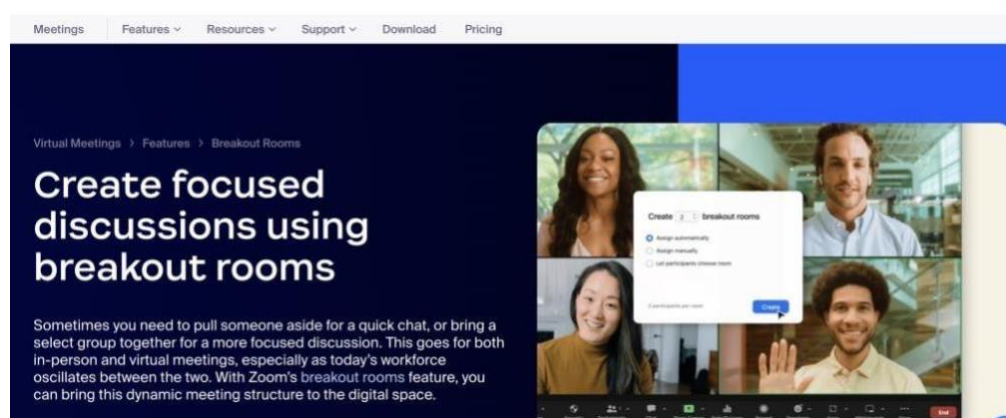 Meetings
Features
Resources
Support
Download
Pricing
Virtual Meetings > Features > Breakout Rooms
Create focused
discussions using
breakout rooms
Sometimes you need to pull someone aside for a quick chat, or bring a
select group together for a more focused discussion. This goes for both
in-person and virtual meetings, especially as today's workforce
oscillates between the two. With Zoom's breakout rooms feature, you
can bring this dynamic meeting structure to the digital space.
Create 2 breakout rooms
Assign automatically
Assign manually
Let participants choose room
participants per room
Create
End